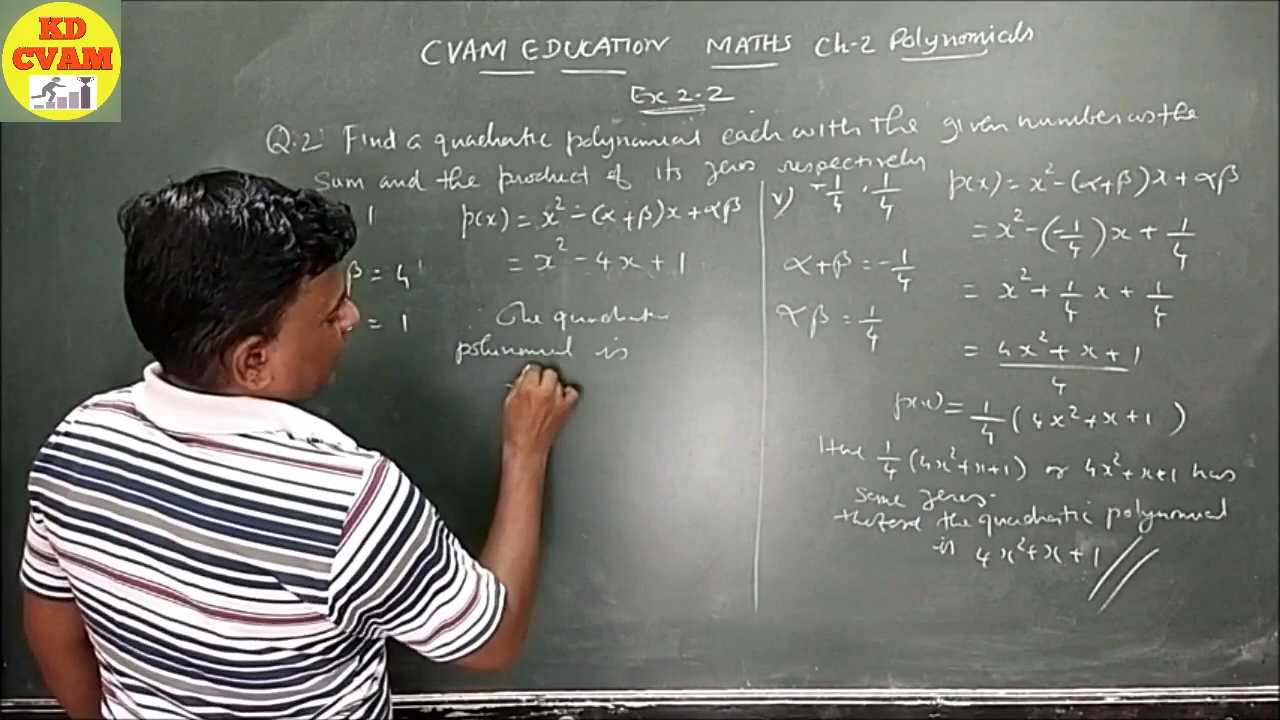 KD
CVAM
CVAM EDUCATION MATHS Ch-2 Polynomials
Ex 2.2
Q.2 Find a quadratic polynomial each with the given number as the
sum and the product of its zeros respectively
1
β = 4
= 1
p(x) = x² - (α + β)x + αβ
= x² - 4x + 1
The quadratic
polynomial is
v) -1/4, 1/4
α + β = -1/4
αβ = 1/4
p(x) = x² - (α+β)x + αβ
= x² - (-1/4)x + 1/4
= x² + 1/4 x + 1/4
= 4x² + x + 1 / 4
p(x) = 1/4 (4x² + x + 1)
1/4 (4x² + x + 1) or 4x² + x + 1 has
same zeros.
the quadratic polynomial
is 4x² + x + 1 //